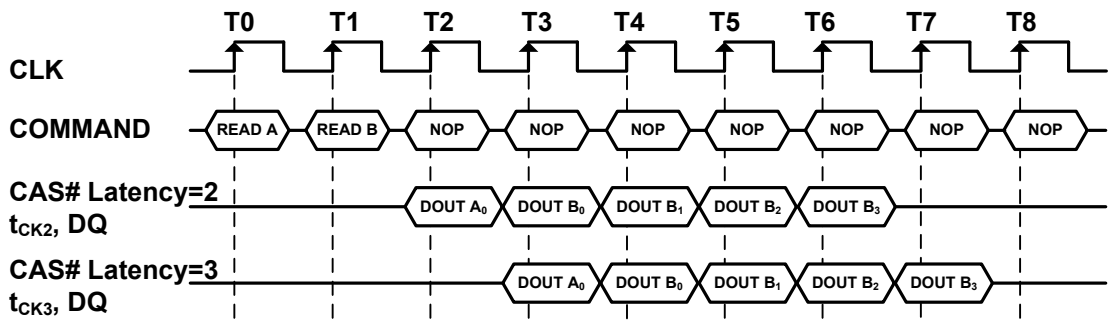 T0 T1 T2 T3 T4 T5 T6 T7 T8
CLK
COMMAND READ A READ B NOP NOP NOP NOP NOP NOP NOP
CAS# Latency=2
tCK2, DQ DOUT A0 DOUT B0 DOUT B1 DOUT B2 DOUT B3
CAS# Latency=3
tCK3, DQ DOUT A0 DOUT B0 DOUT B1 DOUT B2 DOUT B3